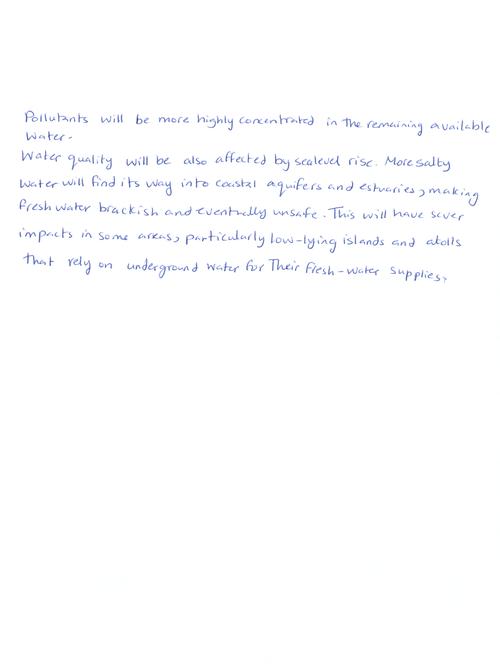 Pollutants will be more highly concentrated in the remaining available
water.
Water quality will be also affected by sealevel rise. More salty
water will find its way into coastal aquifers and estuaries, making
fresh water brackish and eventually unsafe. This will have sever
impacts in some areas, particularly low-lying islands and atolls
that rely on underground water for Their fresh-water supplies.